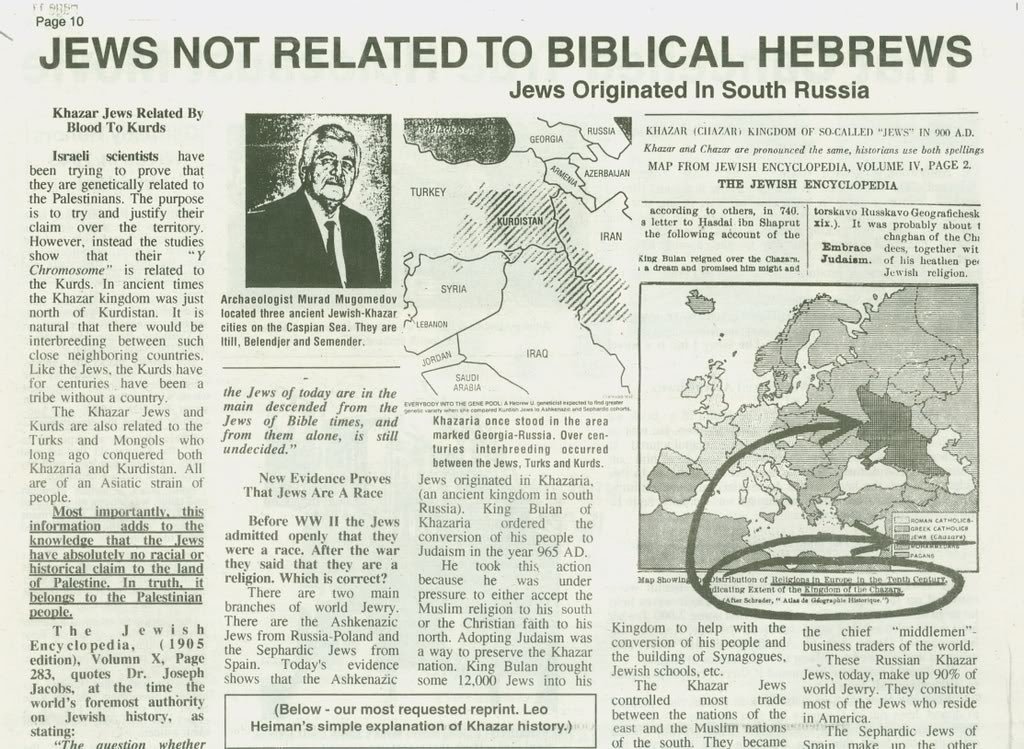 Page 10
JEWS NOT RELATED TO BIBLICAL HEBREWS
Jews Originated In South Russia
Khazar Jews Related By
Blood To Kurds
Israeli scientists have
been trying to prove that
they are genetically related to
the Palestinians. The purpose
is to try and justify their
claim over the territory.
However, instead the studies
show that their "Y
Chromosome" is related to
the Kurds. In ancient times
the Khazar kingdom was just
north of Kurdistan. It is
natural that there would be
interbreeding between such
close neighboring countries.
Like the Jews, the Kurds have
for centuries have been a
tribe without a country.
The Khazar Jews and
Kurds are also related to the
Turks and Mongols who
long ago conquered both
Khazaria and Kurdistan. All
are of an Asiatic strain of
people.
Most importantly, this
information adds to the
knowledge that the Jews
have absolutely no racial or
historical claim to the land
of Palestine. In truth, it
belongs to the Palestinian
people.
The Jewish
Encyclopedia, (1905
edition), Volumn X, Page
283, quotes Dr. Joseph
Jacobs, at the time the
world's foremost authority
on Jewish history, as
stating:
"The question whether
Archaeologist Murad Mugomedov
located three ancient Jewish-Khazar
cities on the Caspian Sea. They are
Itill, Belendjer and Semender.
the Jews of today are in the
main descended from the
Jews of Bible times, and
from them alone, is still
undecided."
New Evidence Proves
That Jews Are A Race
Before WW II the Jews
admitted openly that they
were a race. After the war
they said that they are a
religion. Which is correct?
There are two main
branches of world Jewry.
There are the Ashkenazic
Jews from Russia-Poland and
the Sephardic Jews from
Spain. Today's evidence
shows that the Ashkenazic
(Below - our most requested reprint. Leo
Heiman's simple explanation of Khazar history.)
GEORGIA
RUSSIA
ARMENIA
AZERBAIJAN
TURKEY
KURDISTAN
IRAN
SYRIA
LEBANON
IRAQ
JORDAN
SAUDI
ARABIA
EVERYBODY INTO THE GENE POOL: A Hebrew U. geneticist expected to find greater
genetic variety when she compared Kurdish Jews to Ashkenazic and Sephardic cohorts.
Khazaria once stood in the area
marked Georgia-Russia. Over cen-
turies interbreeding occurred
between the Jews, Turks and Kurds.
Jews originated in Khazaria,
(an ancient kingdom in south
Russia). King Bulan of
Khazaria ordered the
conversion of his people to
Judaism in the year 965 AD.
He took this action
because he was under
pressure to either accept the
Muslim religion to his south
or the Christian faith to his
north. Adopting Judaism was
a way to preserve the Khazar
nation. King Bulan brought
some 12,000 Jews into his
KHAZAR (CHAZAR) KINGDOM OF SO-CALLED "JEWS" IN 900 A.D.
Khazar and Chazar are pronounced the same, historians use both spellings
MAP FROM JEWISH ENCYCLOPEDIA, VOLUME IV, PAGE 2.
THE JEWISH ENCYCLOPEDIA
according to others, in 740.
s letter to Ḥasdai ibn Shaprut
the following account of the
King Bulan reigned over the Chazars.
a dream and promised him might and
torskavo Russkavo Geografichesk
xix.). It was probably about
chaghan of the
Embrace
Judaism.
dees, together wit
of his heathen
Jewish religion.
ROMAN CATHOLICS
GREEK CATHOLICS
JEWS (Chazars)
MOHAMMEDANS
PAGANS
Map Showing Distribution of Religions in Europe in the Tenth Century,
dicating Extent of the Kingdom of the Chazars.
(After Schrader, "Atlas de Géographie Historique.")
Kingdom to help with the
conversion of his people and
the building of Synagogues,
Jewish schools, etc.
The Khazar Jews
controlled most trade
between the nations of the
east and the Muslim nations
of the south. They became
the chief "middlemen"-
business traders of the world.
These Russian Khazar
Jews, today, make up 90% of
world Jewry. They constitute
most of the Jews who reside
in America.
The Sephardic Jews of
Spain make up the other